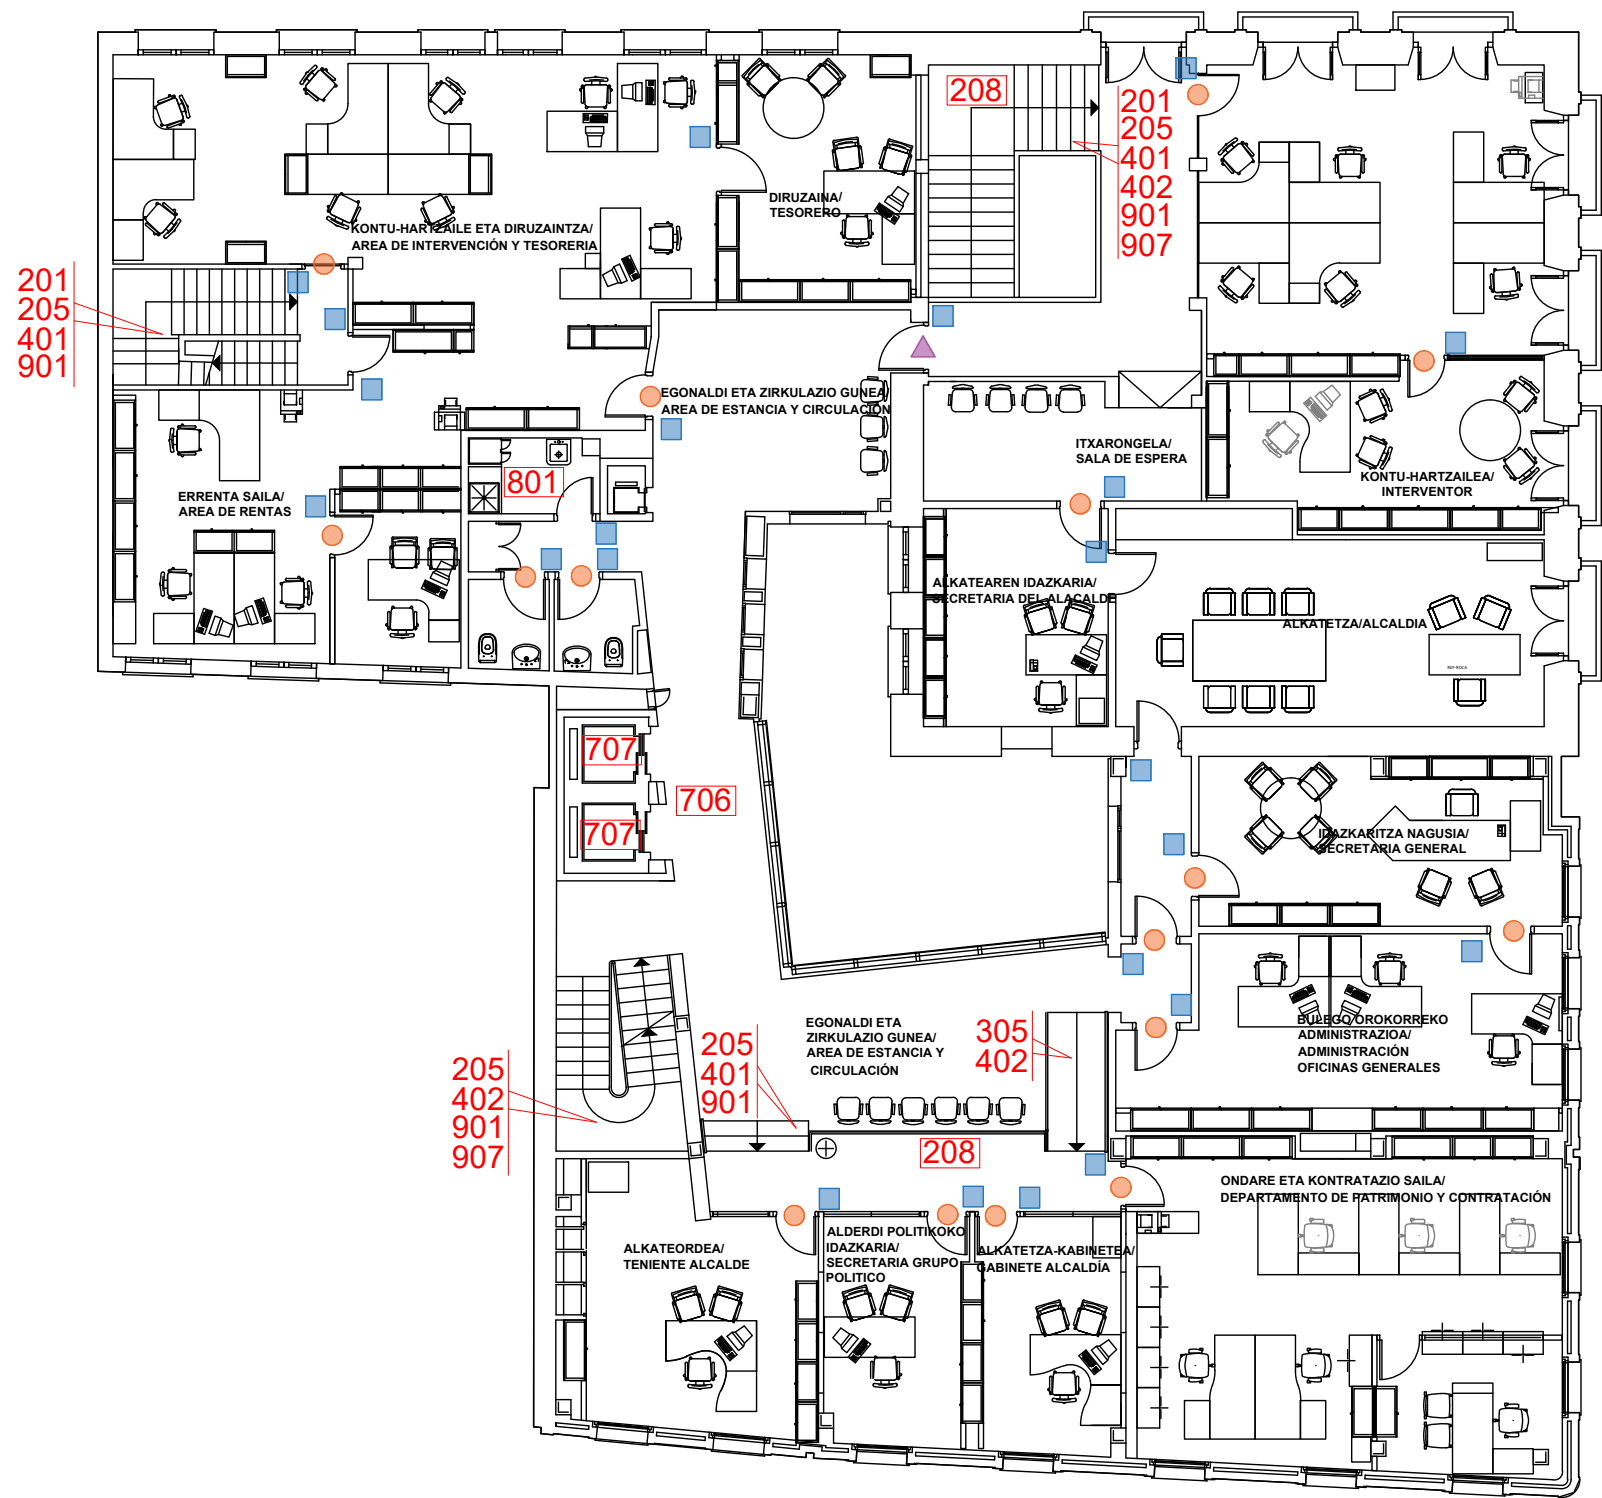 208
201
205
401
402
901
907
DIRUZAINA/
TESORERO
KONTU-HARTZAILE ETA DIRUZAINTZA/
AREA DE INTERVENCIÓN Y TESORERIA
201
205
401
901
EGONALDI ETA ZIRKULAZIO GUNEA/
AREA DE ESTANCIA Y CIRCULACIÓN
ITXARONGELA/
SALA DE ESPERA
KONTU-HARTZAILEA/
INTERVENTOR
801
ERRENTA SAILA/
AREA DE RENTAS
ALKATEAREN IDAZKARIA/
SECRETARIA DEL ALACALDE
ALKATETZA/ALCALDIA
REF-ROCA
707
706
707
IDAZKARITZA NAGUSIA/
SECRETARIA GENERAL
EGONALDI ETA
ZIRKULAZIO GUNEA/
AREA DE ESTANCIA Y
CIRCULACIÓN
305
402
BULEGO OROKORREKO
ADMINISTRAZIOA/
ADMINISTRACIÓN
OFICINAS GENERALES
205
401
901
205
402
901
907
208
ONDARE ETA KONTRATAZIO SAILA/
DEPARTAMENTO DE PATRIMONIO Y CONTRATACIÓN
ALKATEORDEA/
TENIENTE ALCALDE
ALDERDI POLITIKOKO
IDAZKARIA/
SECRETARIA GRUPO
POLITICO
ALKATETZA-KABINETEA/
GABINETE ALCALDÍA